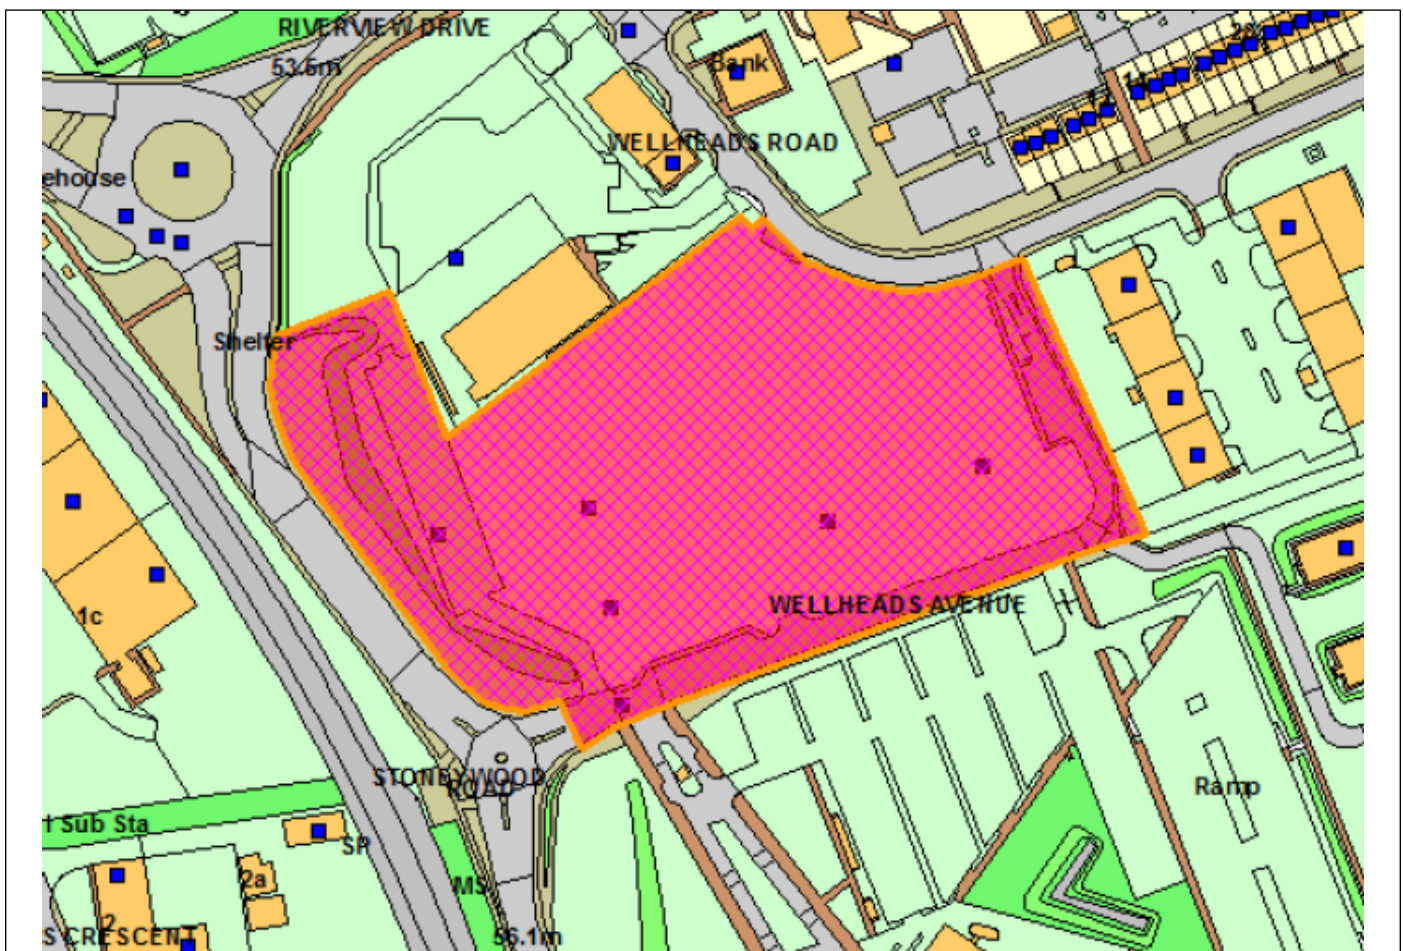 RIVERVIEW DRIVE
53.6m
Bank
WELLHEADS ROAD
ehouse
Shelter
1c
WELLHEADS AVENUE
STONEYWOOD
ROAD
Ramp
Sub Sta
SP
2a
MS
2
S CRESCENT
56.1m